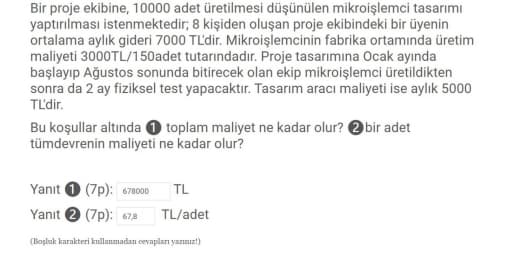 Bir proje ekibine, 10000 adet üretilmesi düşünülen mikroişlemci tasarımı
yaptırılması istenmektedir; 8 kişiden oluşan proje ekibindeki bir üyenin
ortalama aylık gideri 7000 TL'dir. Mikroişlemcinin fabrika ortamında üretim
maliyeti 3000TL/150adet tutarındadır. Proje tasarımına Ocak ayında
başlayıp Ağustos sonunda bitirecek olan ekip mikroişlemci üretildikten
sonra da 2 ay fiziksel test yapacaktır. Tasarım aracı maliyeti ise aylık 5000
TL'dir.
Bu koşullar altında ❶ toplam maliyet ne kadar olur? ❷ bir adet
tümdevrenin maliyeti ne kadar olur?
Yanıt ❶ (7p): 678000 TL
Yanıt ❷ (7p): 67,8 TL/adet
(Boşluk karakteri kullanmadan cevapları yazınız!)